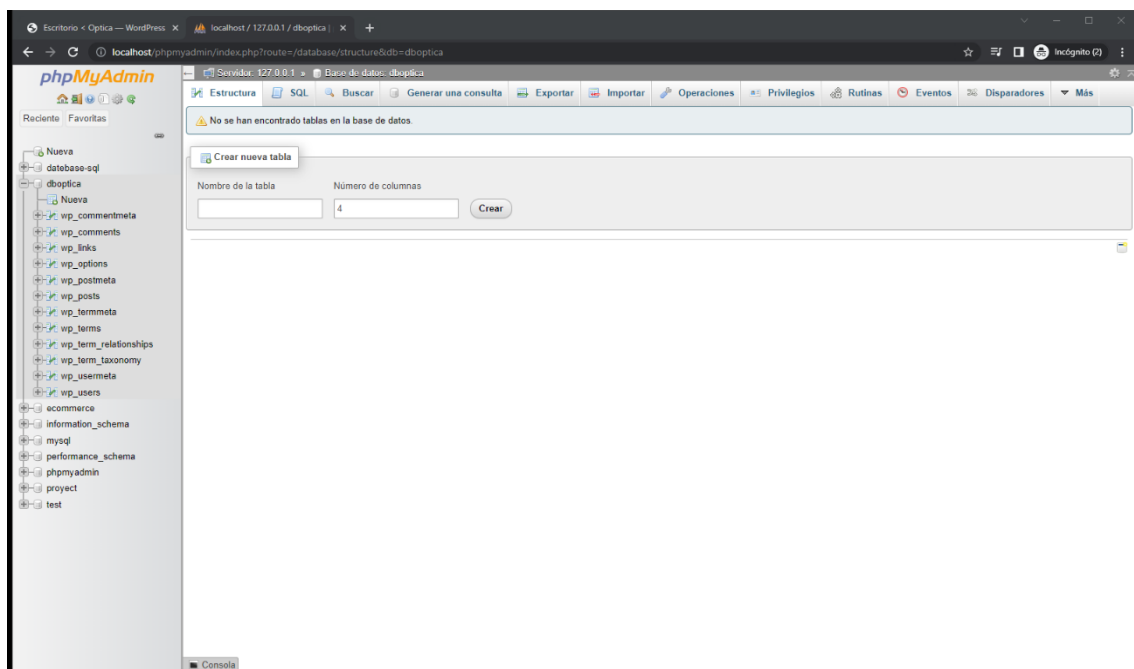 Escritorio < Optica — WordPress
localhost / 127.0.0.1 / dboptica |
localhost/phpmyadmin/index.php?route=/database/structure&db=dboptica
Incógnito (2)
phpMyAdmin
Reciente Favoritas
Nueva
datebase-sql
dboptica
Nueva
wp_commentmeta
wp_comments
wp_links
wp_options
wp_postmeta
wp_posts
wp_termmeta
wp_terms
wp_term_relationships
wp_term_taxonomy
wp_usermeta
wp_users
ecommerce
information_schema
mysql
performance_schema
phpmyadmin
proyect
test
Servidor: 127.0.0.1 » Base de datos: dboptica
Estructura SQL Buscar Generar una consulta Exportar Importar Operaciones Privilegios Rutinas Eventos Disparadores Más
No se han encontrado tablas en la base de datos.
Crear nueva tabla
Nombre de la tabla Número de columnas
4 Crear
Consola